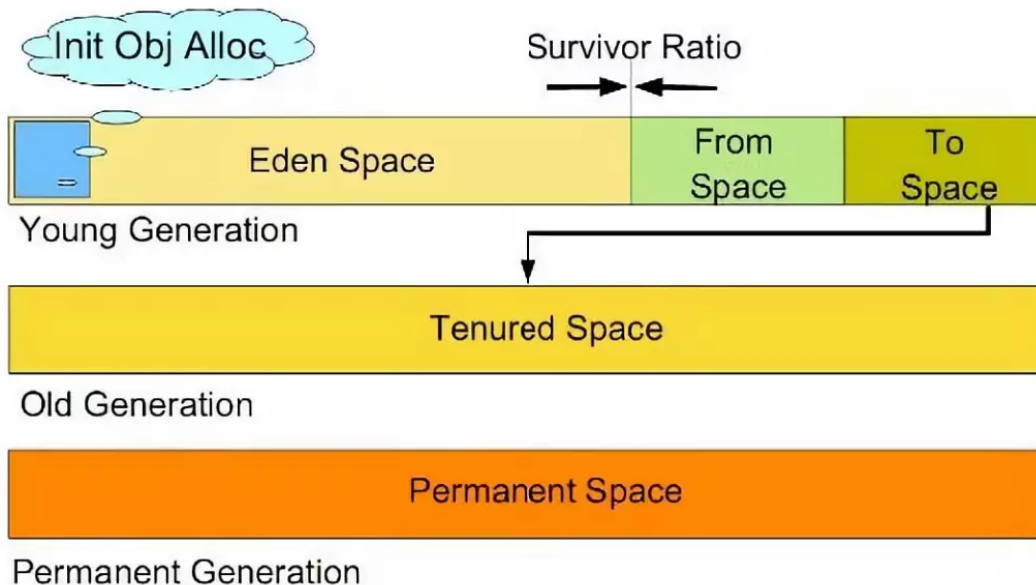 Init Obj Alloc
Survivor Ratio
Eden Space
From
Space
To
Space
Young Generation
Tenured Space
Old Generation
Permanent Space
Permanent Generation